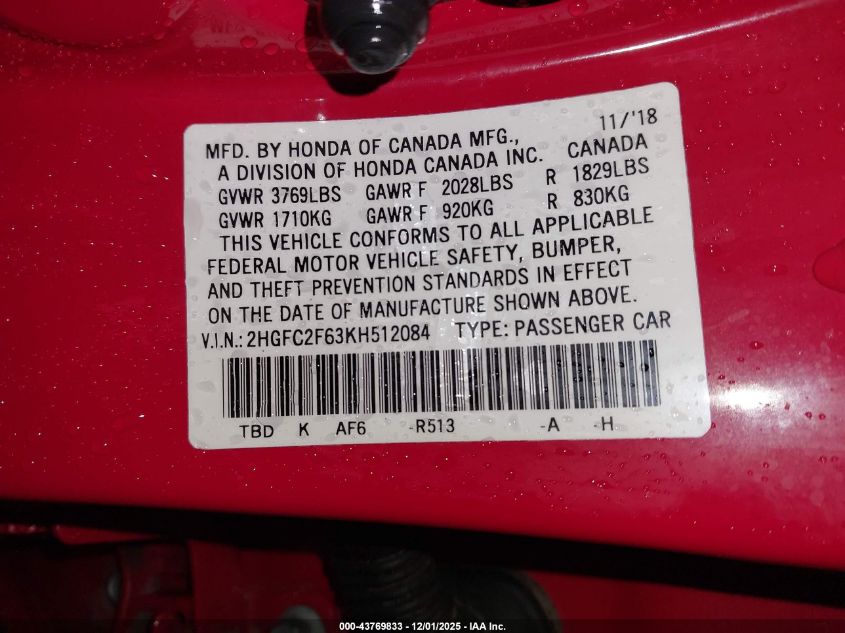 11/'18
MFD. BY HONDA OF CANADA MFG.,
A DIVISION OF HONDA CANADA INC. CANADA
GVWR 3769LBS GAWR F 2028LBS R 1829LBS
GVWR 1710KG GAWR F 920KG R 830KG
THIS VEHICLE CONFORMS TO ALL APPLICABLE
FEDERAL MOTOR VEHICLE SAFETY, BUMPER,
AND THEFT PREVENTION STANDARDS IN EFFECT
ON THE DATE OF MANUFACTURE SHOWN ABOVE.
V.I.N.: 2HGFC2F63KH512084 TYPE: PASSENGER CAR
TBD K AF6 -R513 -A -H
000-43769833 - 12/01/2025 - IAA Inc.